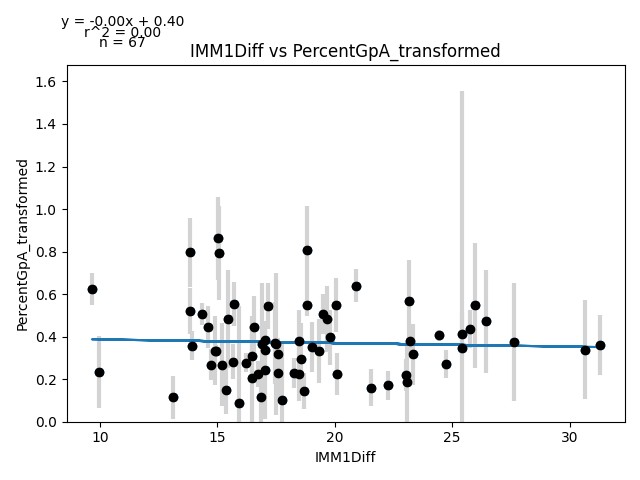 y = -0.00x + 0.40
r^2 = 0.00
n = 67
IMM1Diff vs PercentGpA_transformed
PercentGpA_transformed
1.6
1.4
1.2
1.0
0.8
0.6
0.4
0.2
0.0
10 15 20 25 30
IMM1Diff